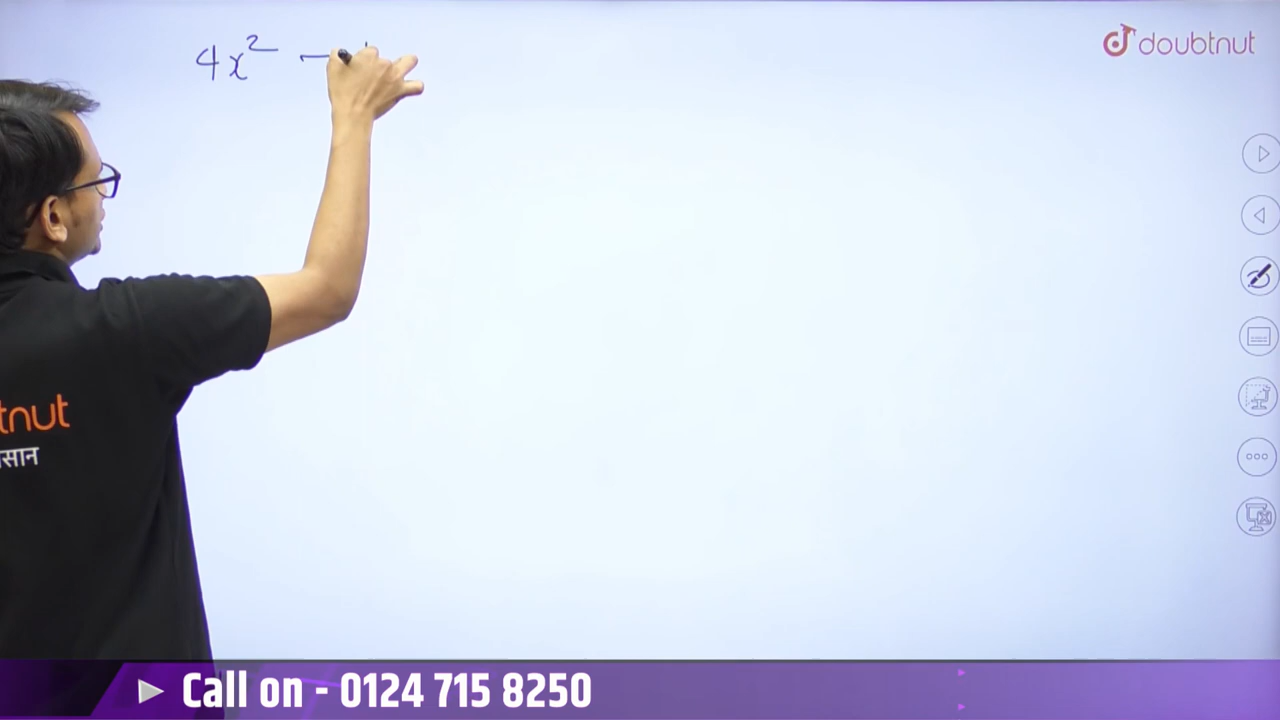 4x² −
doubtnut
tnut
सान
Call on - 0124 715 8250